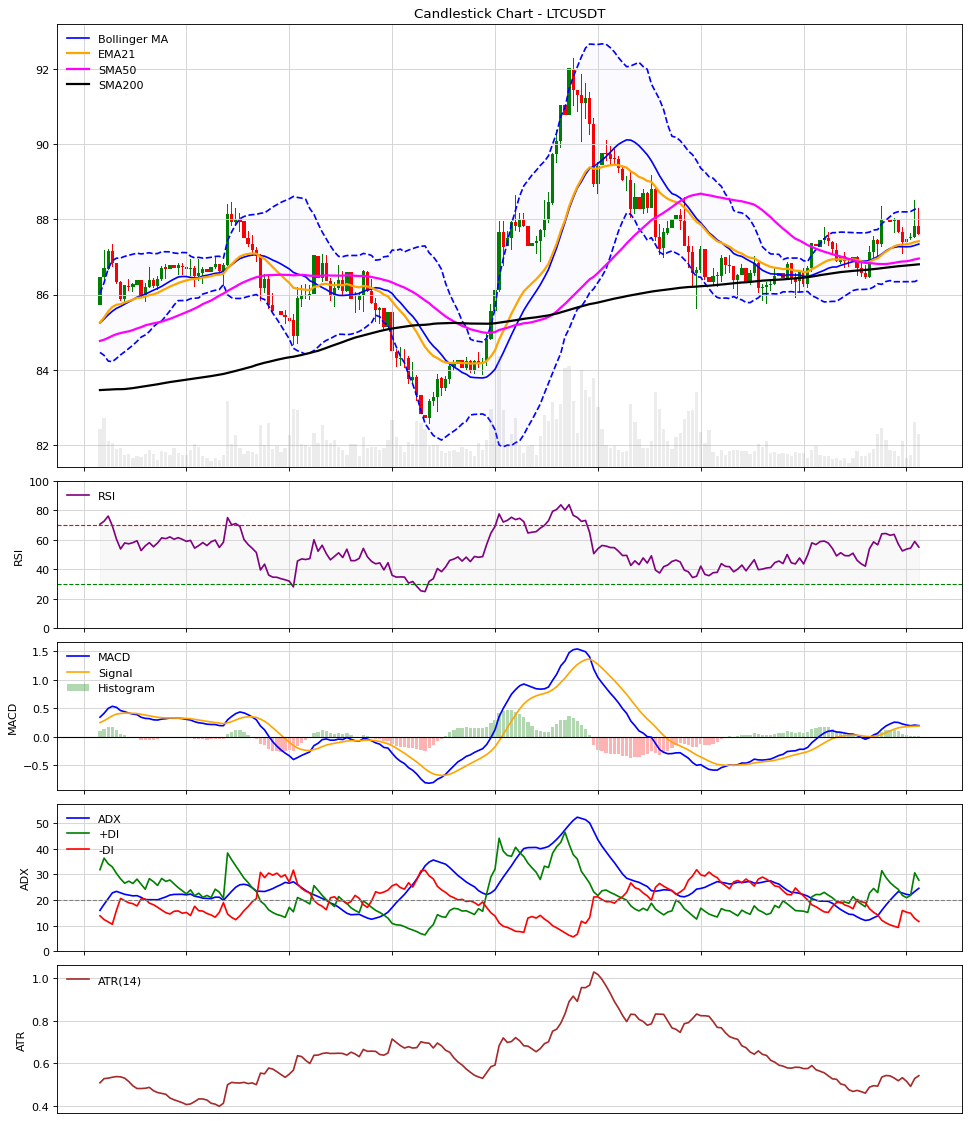 Candlestick Chart - LTCUSDT
Bollinger MA
EMA21
SMA50
SMA200
92
90
88
86
84
82
RSI
100
80
60
40
20
0
RSI
MACD
Signal
Histogram
1.5
1.0
0.5
0.0
−0.5
MACD
ADX
+DI
-DI
50
40
30
20
10
0
ADX
ATR(14)
1.0
0.8
0.6
0.4
ATR